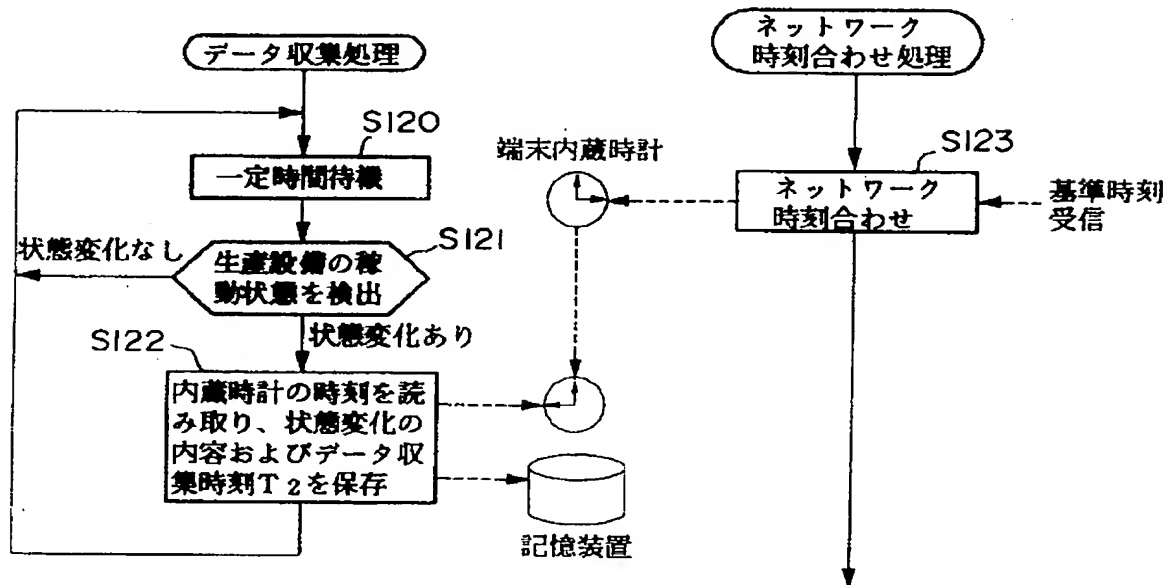 データ収集処理
S120
一定時間待機
状態変化なし
S121
生産設備の稼
動状態を検出
状態変化あり
S122
内蔵時計の時刻を読
み取り、状態変化の
内容およびデータ収
集時刻T2を保存
端末内蔵時計
記憶装置
ネットワーク
時刻合わせ処理
S123
ネットワーク
時刻合わせ
基準時刻
受信